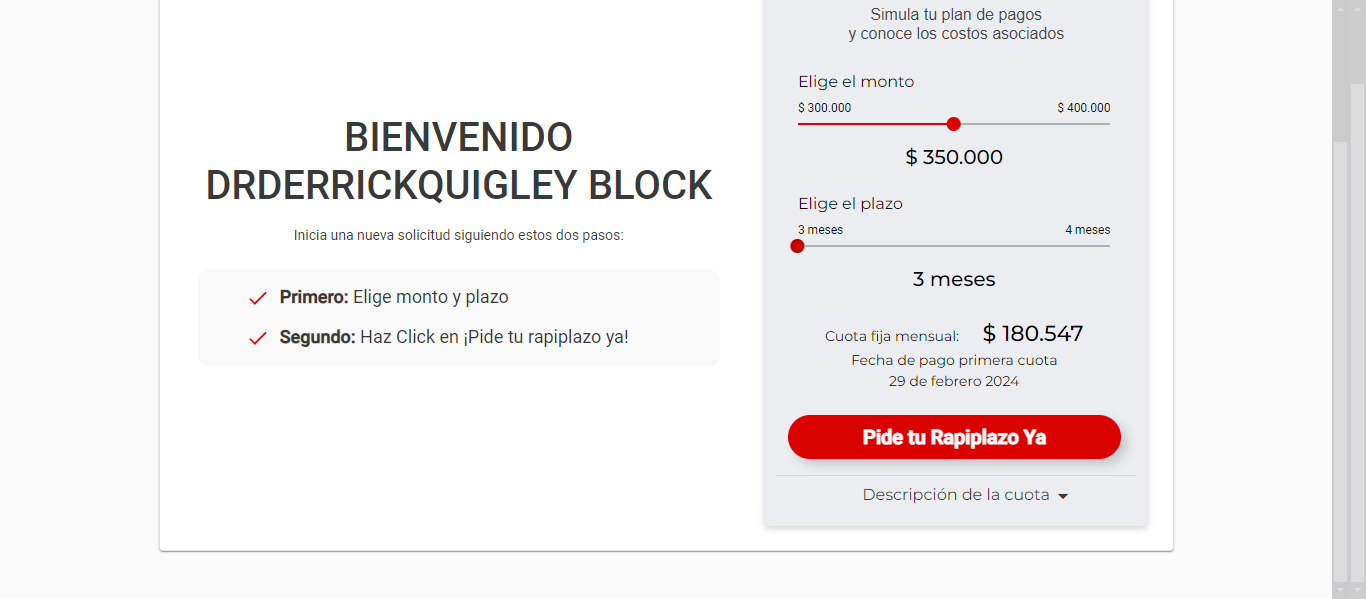 BIENVENIDO
DRDERRICKQUIGLEY BLOCK
Inicia una nueva solicitud siguiendo estos dos pasos:
Primero: Elige monto y plazo
Segundo: Haz Click en ¡Pide tu rapiplazo ya!
Simula tu plan de pagos
y conoce los costos asociados
Elige el monto
$ 300.000 $ 400.000
$ 350.000
Elige el plazo
3 meses 4 meses
3 meses
Cuota fija mensual: $ 180.547
Fecha de pago primera cuota
29 de febrero 2024
Pide tu Rapiplazo Ya
Descripción de la cuota